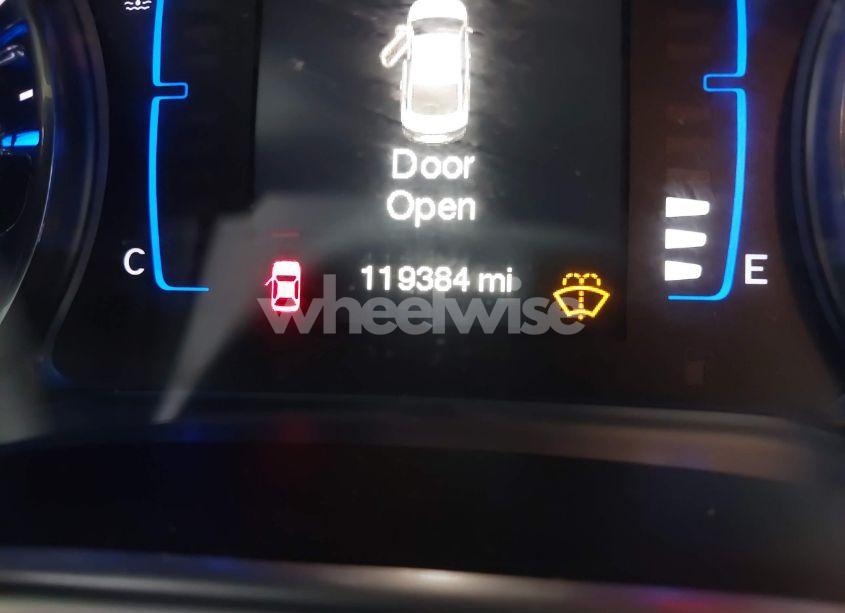 Door
Open
C
119384 mi
E
wheelwise